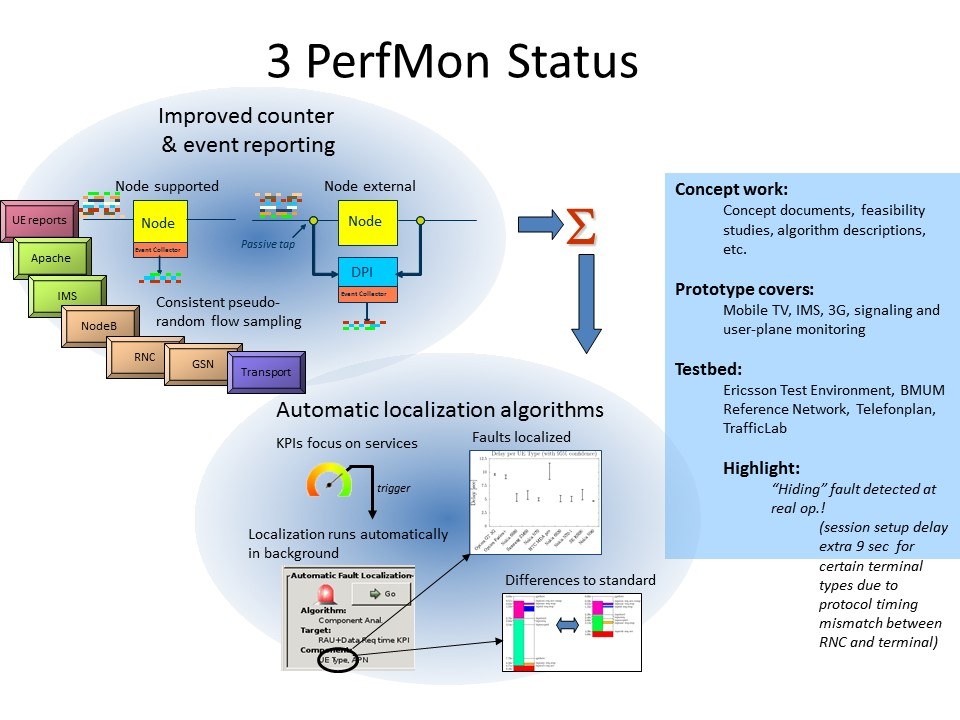 3 PerfMon Status
Improved counter
& event reporting
Node supported
Node external
UE reports
Apache
IMS
NodeB
RNC
GSN
Transport
Node
Event Collector
Passive tap
Node
DPI
Event Collector
Consistent pseudo-
random flow sampling
Σ
Automatic localization algorithms
KPIs focus on services
trigger
Localization runs automatically
in background
Automatic Fault Localization
Go
Algorithm:
Component Anal.
Target:
RAU+Data Req time KPI
UE Type, APN
Faults localized
Delay per UE Type (with 95% confidence)
Differences to standard
Concept work:
Concept documents, feasibility
studies, algorithm descriptions,
etc.
Prototype covers:
Mobile TV, IMS, 3G, signaling and
user-plane monitoring
Testbed:
Ericsson Test Environment, BMUM
Reference Network, Telefonplan,
TrafficLab
Highlight:
“Hiding” fault detected at
real op.!
(session setup delay
extra 9 sec for
certain terminal
types due to
protocol timing
mismatch between
RNC and terminal)